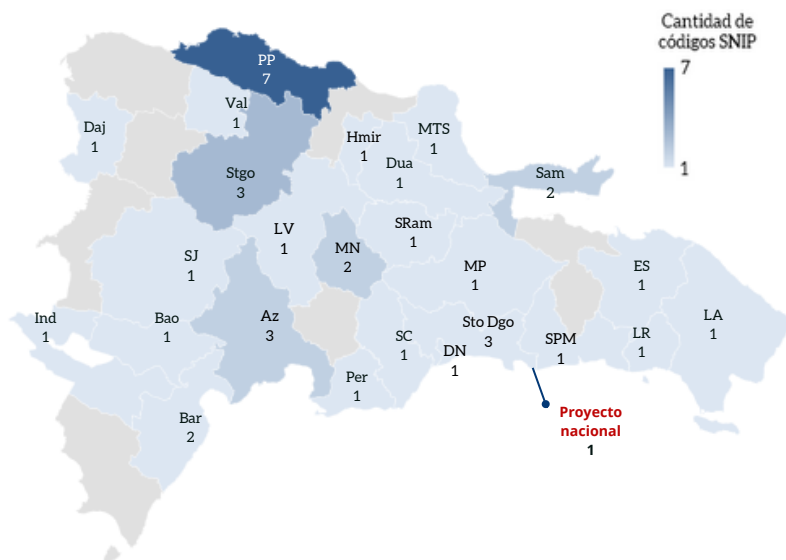 Cantidad de
códigos SNIP
7
1
PP
7
Val
1
Daj
1
Hmir
1
MTS
1
Dua
1
Stgo
3
Sam
2
LV
1
SRam
1
MN
2
SJ
1
MP
1
ES
1
Ind
1
Bao
1
Az
3
SC
1
Sto Dgo
3
DN
1
SPM
1
LR
1
LA
1
Per
1
Bar
2
Proyecto
nacional
1